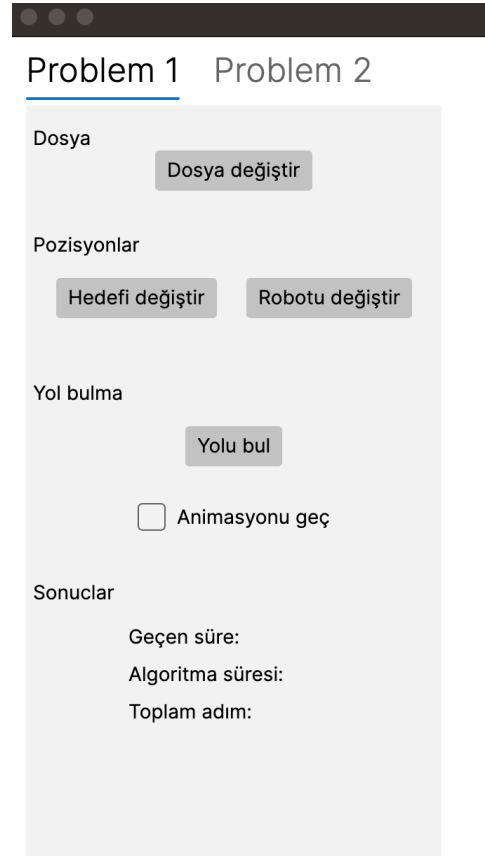 Problem 1 Problem 2
Dosya
Dosya değiştir
Pozisyonlar
Hedefi değiştir Robotu değiştir
Yol bulma
Yolu bul
Animasyonu geç
Sonuclar
Geçen süre:
Algoritma süresi:
Toplam adım: